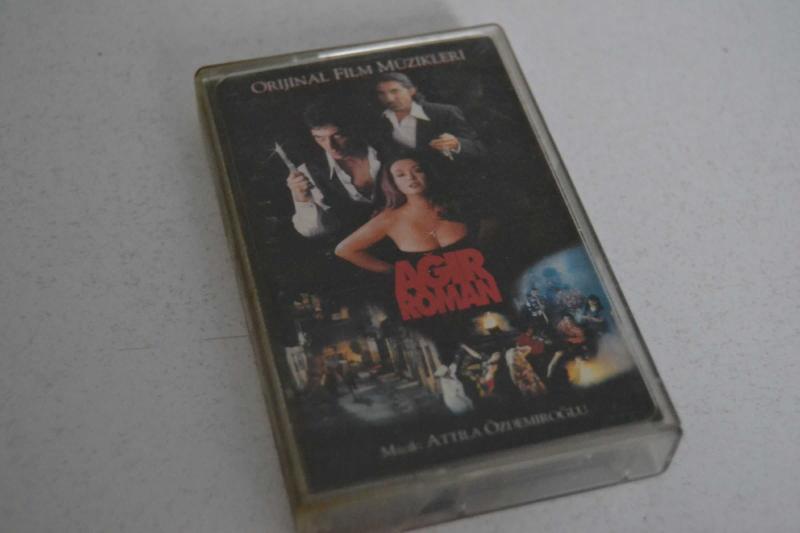 ORIJINAL FILM MÜZIKLERI
AĞIR
ROMAN
Müzik: ATTILA ÖZDEMIROĞLU